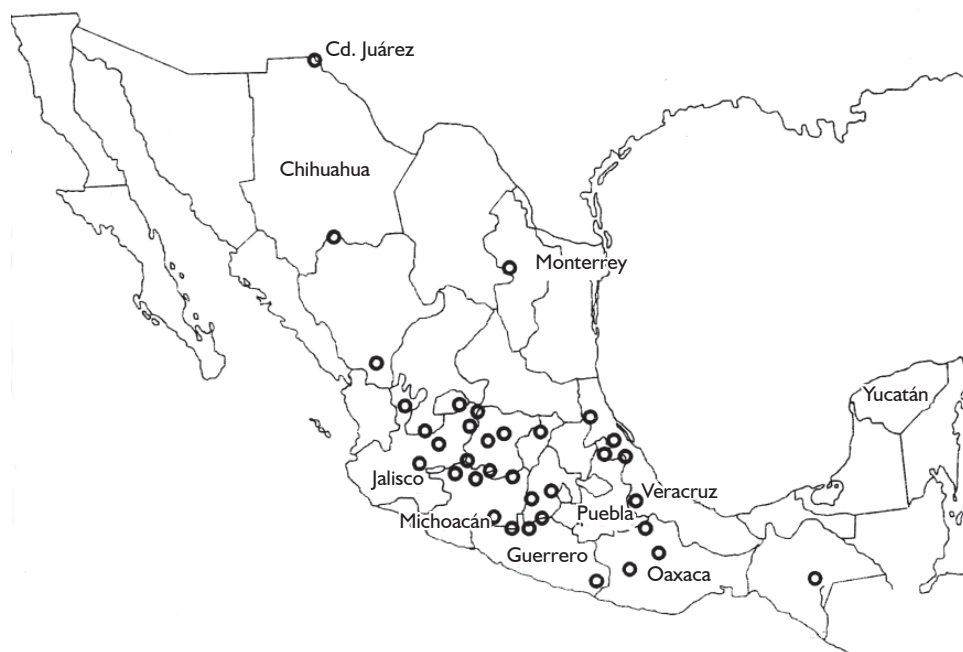 Cd. Juárez
Chihuahua
Monterrey
Yucatán
Jalisco
Veracruz
Michoacán
Puebla
Guerrero
Oaxaca